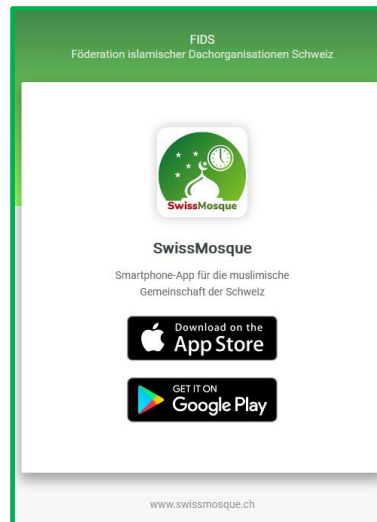 FIDS
Föderation islamischer Dachorganisationen Schweiz
SwissMosque
SwissMosque
Smartphone-App für die muslimische
Gemeinschaft der Schweiz
Download on the
App Store
GET IT ON
Google Play
www.swissmosque.ch